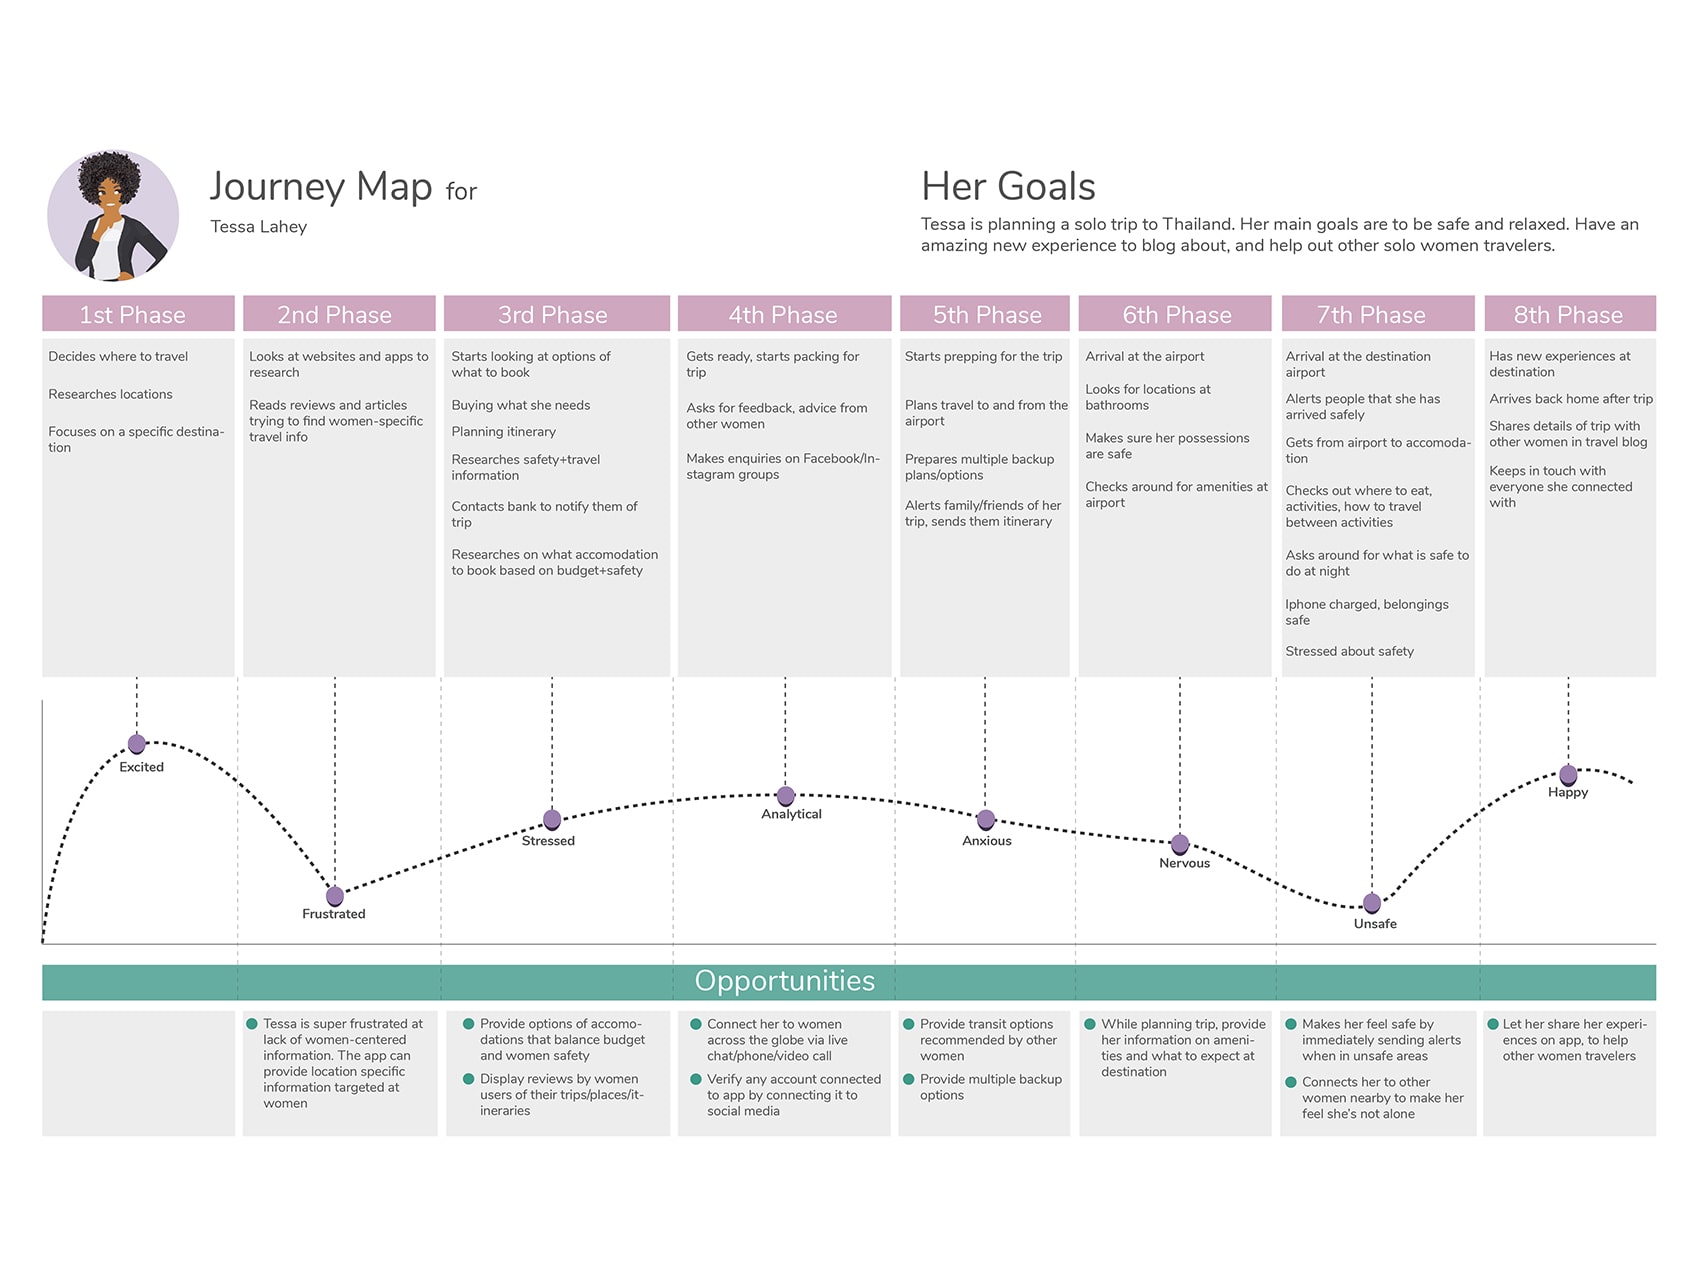 Journey Map for
Tessa Lahey
Her Goals
Tessa is planning a solo trip to Thailand. Her main goals are to be safe and relaxed. Have an
amazing new experience to blog about, and help out other solo women travelers.
1st Phase
Decides where to travel
Researches locations
Focuses on a specific destina-
tion
2nd Phase
Looks at websites and apps to
research
Reads reviews and articles
trying to find women-specific
travel info
3rd Phase
Starts looking at options of
what to book
Buying what she needs
Planning itinerary
Researches safety+travel
information
Contacts bank to notify them of
trip
Researches on what accomodation
to book based on budget+safety
4th Phase
Gets ready, starts packing for
trip
Asks for feedback, advice from
other women
Makes enquiries on Facebook/In-
stagram groups
5th Phase
Starts prepping for the trip
Plans travel to and from the
airport
Prepares multiple backup
plans/options
Alerts family/friends of her
trip, sends them itinerary
6th Phase
Arrival at the airport
Looks for locations at
bathrooms
Makes sure her possessions
are safe
Checks around for amenities at
airport
7th Phase
Arrival at the destination
airport
Alerts people that she has
arrived safely
Gets from airport to accomoda-
tion
Checks out where to eat,
activities, how to travel
between activities
Asks around for what is safe to
do at night
Iphone charged, belongings
safe
Stressed about safety
8th Phase
Has new experiences at
destination
Arrives back home after trip
Shares details of trip with
other women in travel blog
Keeps in touch with
everyone she connected
with
Excited
Frustrated
Stressed
Analytical
Anxious
Nervous
Unsafe
Happy
Opportunities
Tessa is super frustrated at
lack of women-centered
information. The app can
provide location specific
information targeted at
women
Provide options of accomo-
dations that balance budget
and women safety
Display reviews by women
users of their trips/places/it-
ineraries
Connect her to women
across the globe via live
chat/phone/video call
Verify any account connected
to app by connecting it to
social media
Provide transit options
recommended by other
women
Provide multiple backup
options
While planning trip, provide
her information on ameni-
ties and what to expect at
destination
Makes her feel safe by
immediately sending alerts
when in unsafe areas
Connects her to other
women nearby to make her
feel she's not alone
Let her share her experi-
ences on app, to help
other women travelers